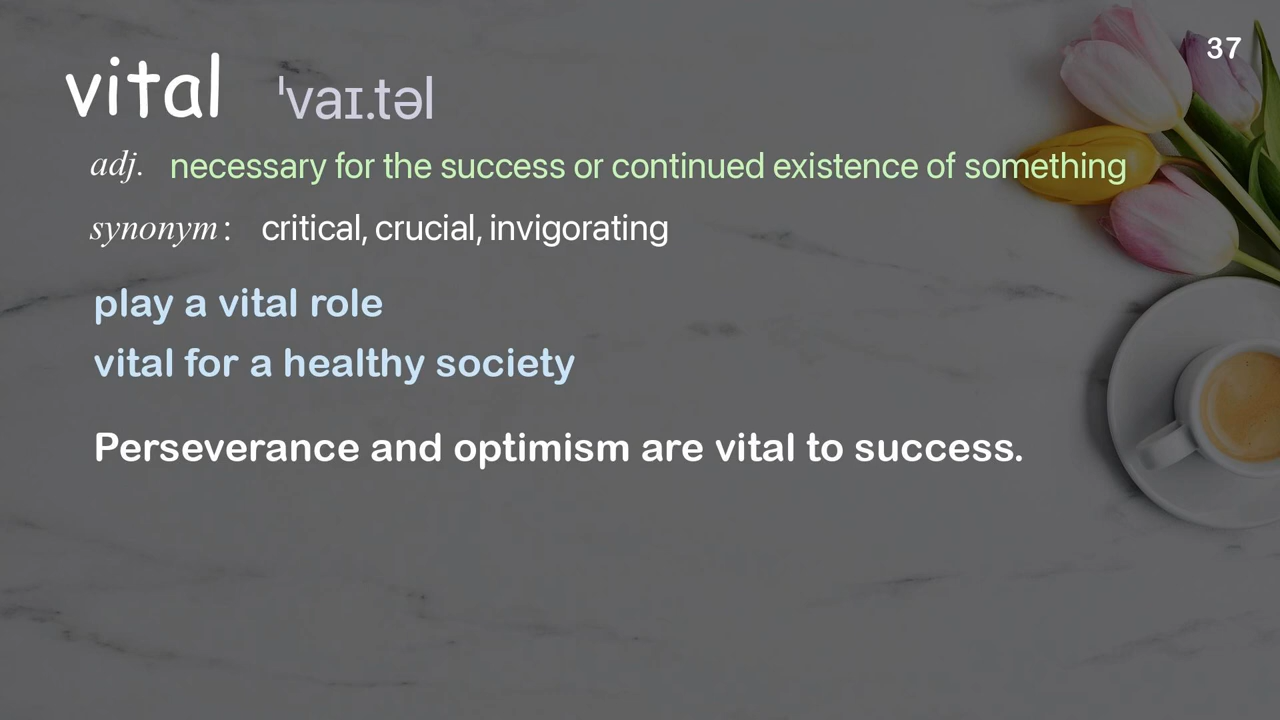 37
vital ˈvaɪ.təl
adj. necessary for the success or continued existence of something
synonym : critical, crucial, invigorating
play a vital role
vital for a healthy society
Perseverance and optimism are vital to success.